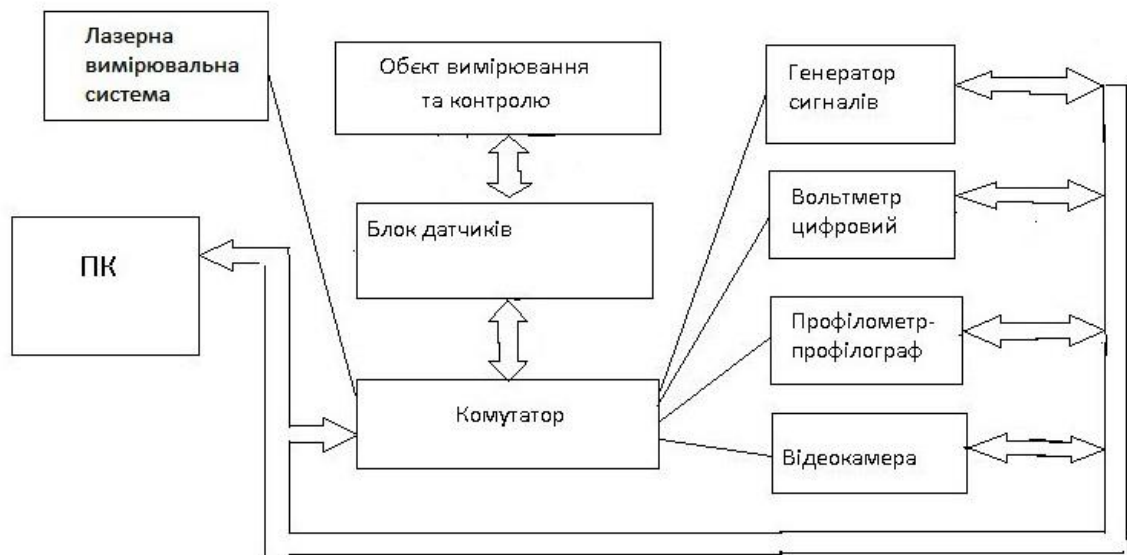 Лазерна
вимірювальна
система
Обєкт вимірювання
та контролю
Генератор
сигналів
Блок датчиків
Вольтметр
цифровий
ПК
Профілометр-
профілограф
Комутатор
Відеокамера